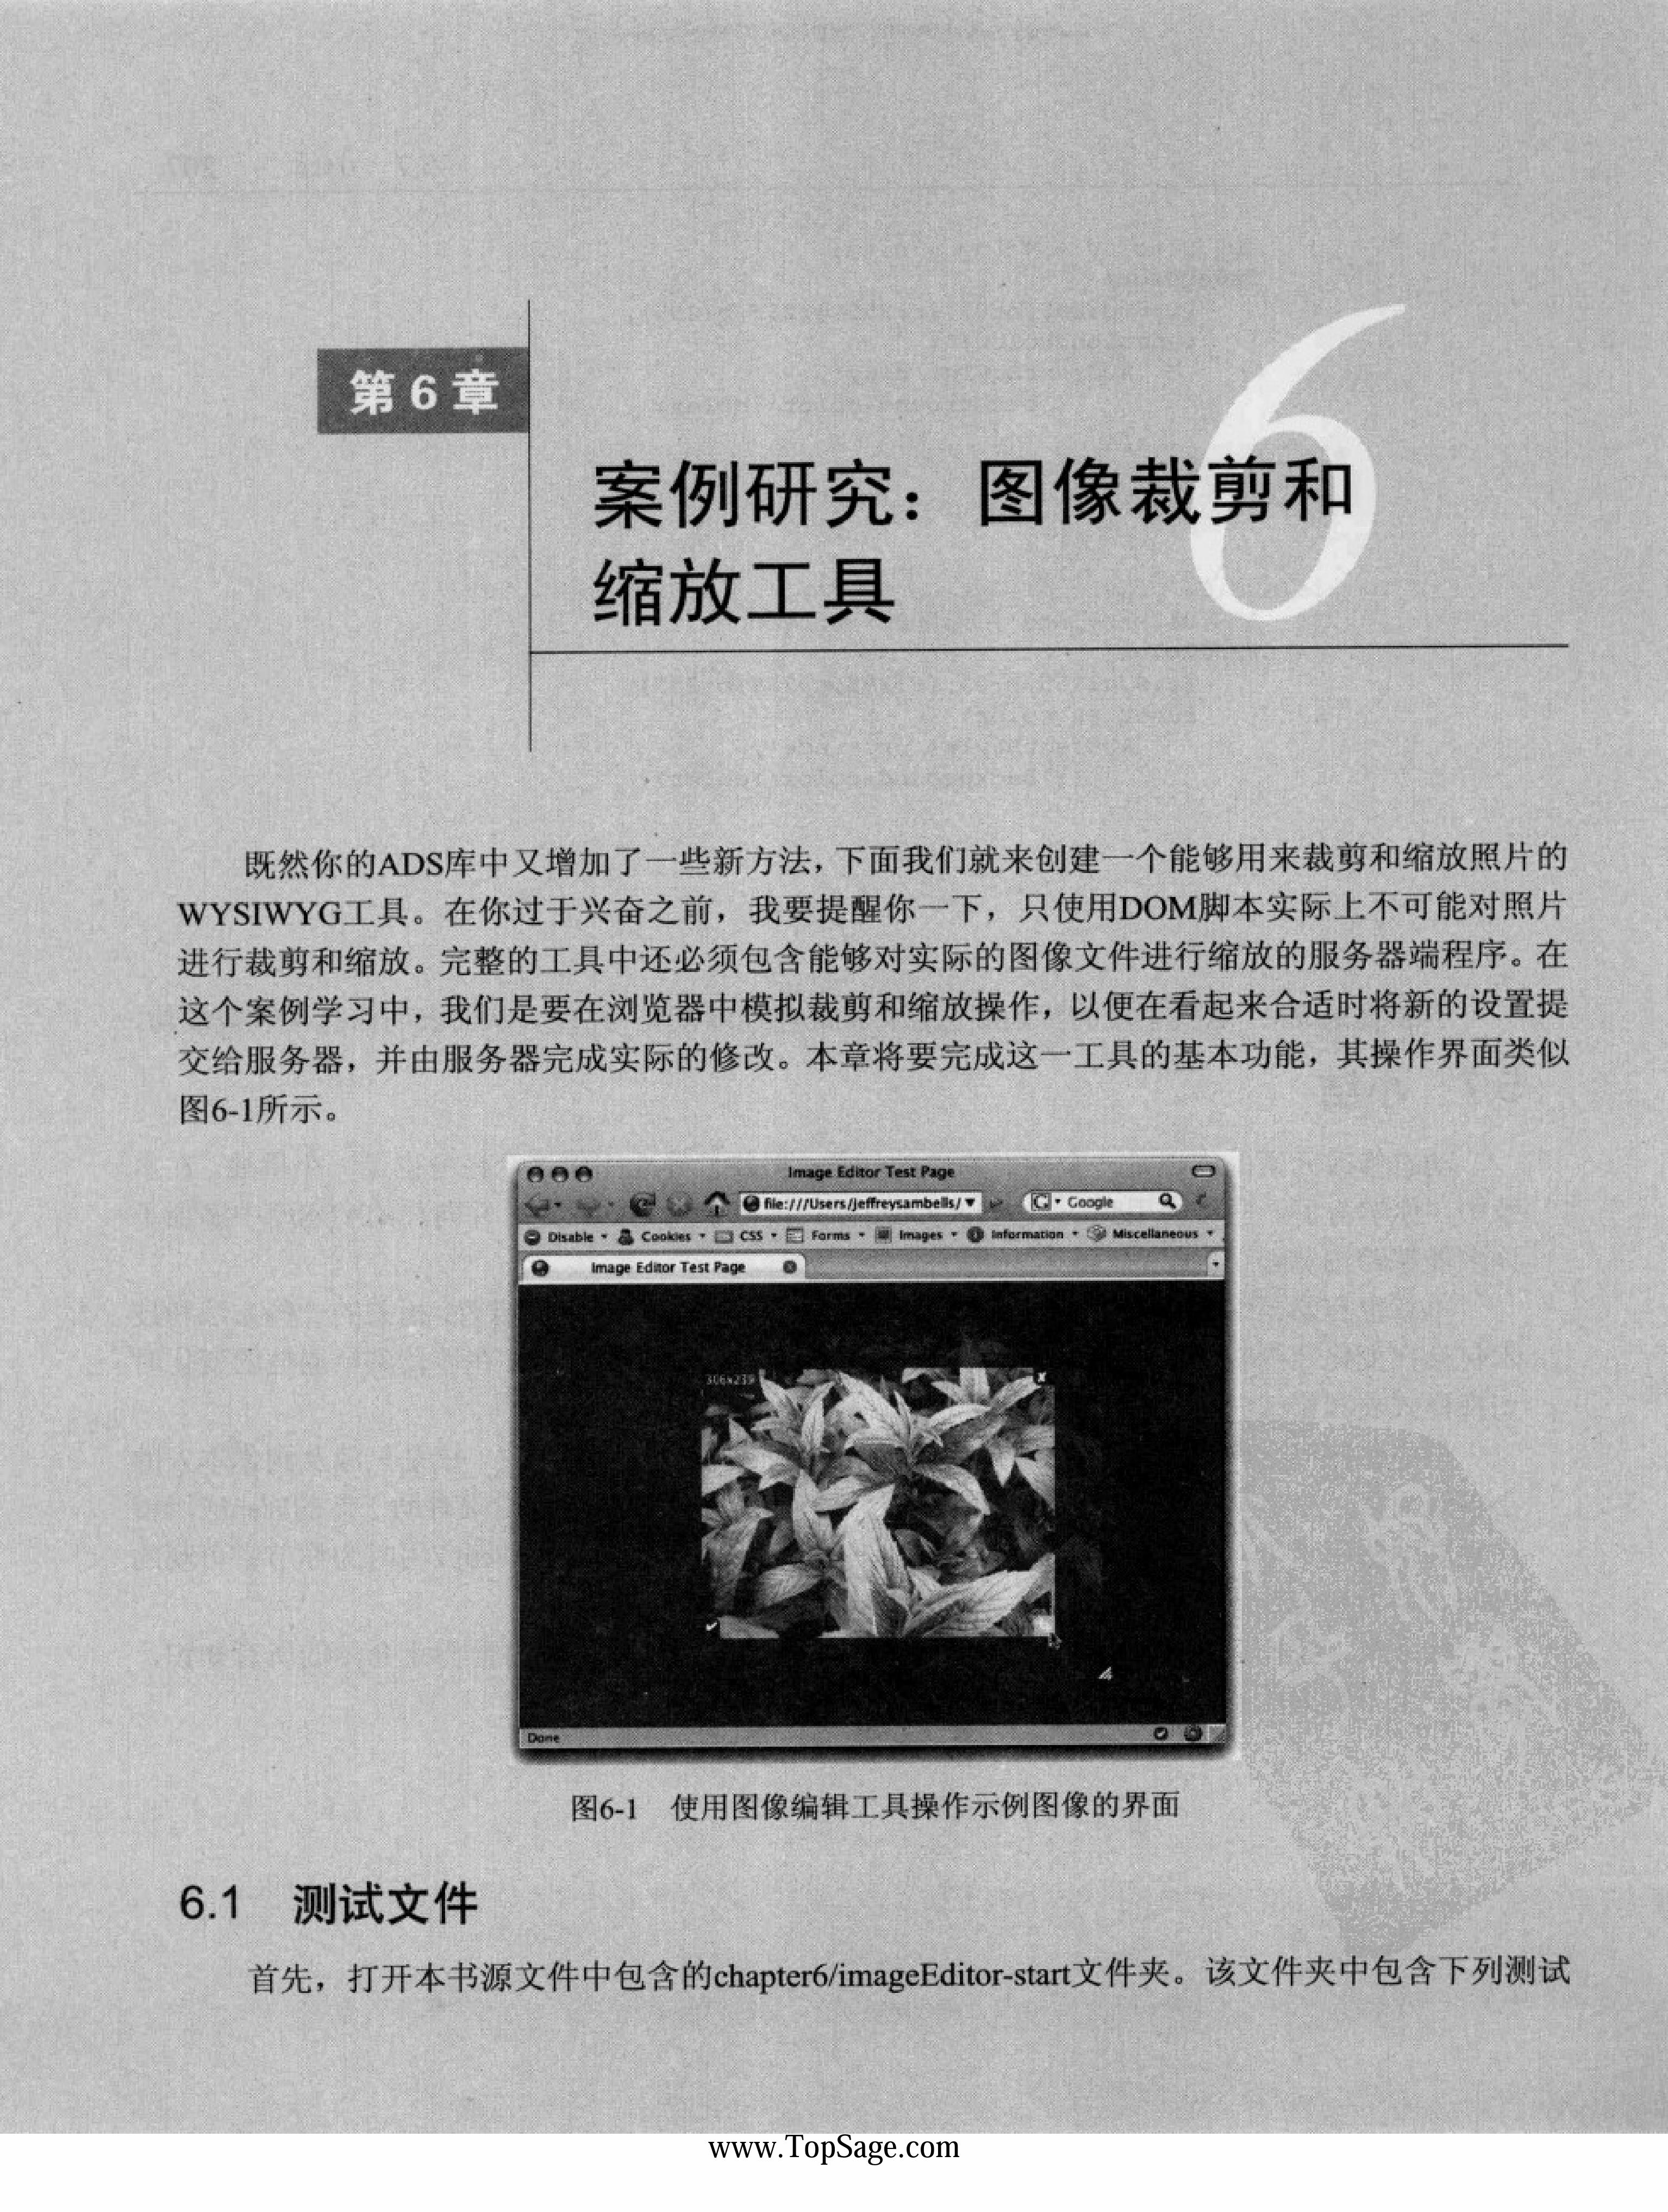 第6章
6
案例研究：图像裁剪和
缩放工具
既然你的ADS库中又增加了一些新方法，下面我们就来创建一个能够用来裁剪和缩放照片的
WYSIWYG工具。在你过于兴奋之前，我要提醒你一下，只使用DOM脚本实际上不可能对照片
进行裁剪和缩放。完整的工具中还必须包含能够对实际的图像文件进行缩放的服务器端程序。在
这个案例学习中，我们是要在浏览器中模拟裁剪和缩放操作，以便在看起来合适时将新的设置提
交给服务器，并由服务器完成实际的修改。本章将要完成这一工具的基本功能，其操作界面类似
图6-1所示。
Image Editor Test Page
file:///Users/jeffreysambells/ G Google
Disable Cookies CSS Forms Images Information Miscellaneous
Image Editor Test Page
306x239
Done
图6-1 使用图像编辑工具操作示例图像的界面
6.1 测试文件
首先，打开本书源文件中包含的chapter6/imageEditor-start文件夹。该文件夹中包含下列测试
www.TopSage.com